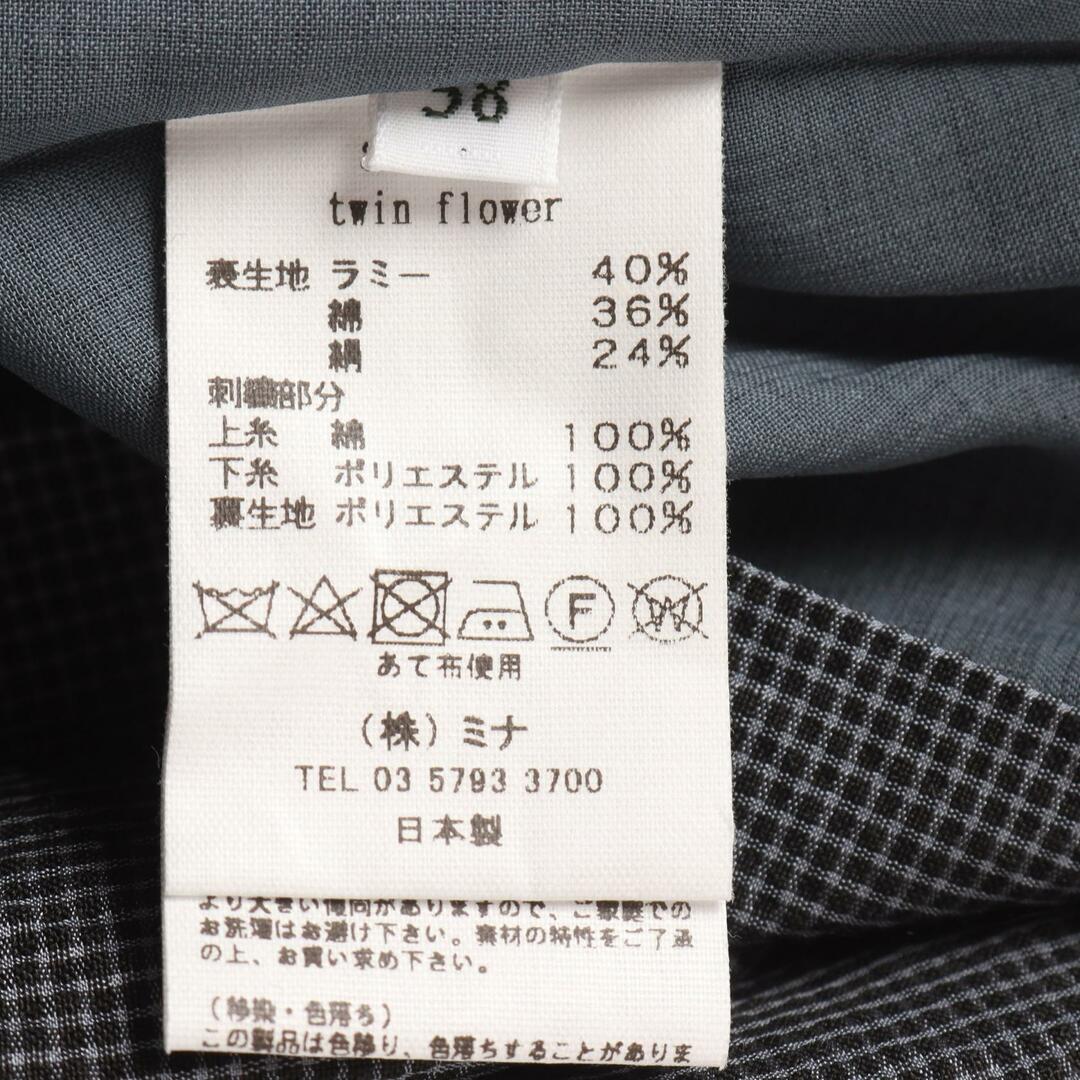 38
twin flower
表生地 ラミー 40%
綿 36%
絹 24%
刺繍部分
上糸 綿 100%
下糸 ポリエステル 100%
裏生地 ポリエステル 100%
F W
あて布使用
(株)ミナ
TEL 03 5793 3700
日本製
より大きい傾向がありますので、ご家庭での
お洗濯はお避け下さい。素材の特性をご了承
の上、お買い求め下さい。
(移染・色落ち)
この製品は色移り、色落ちすることがありま